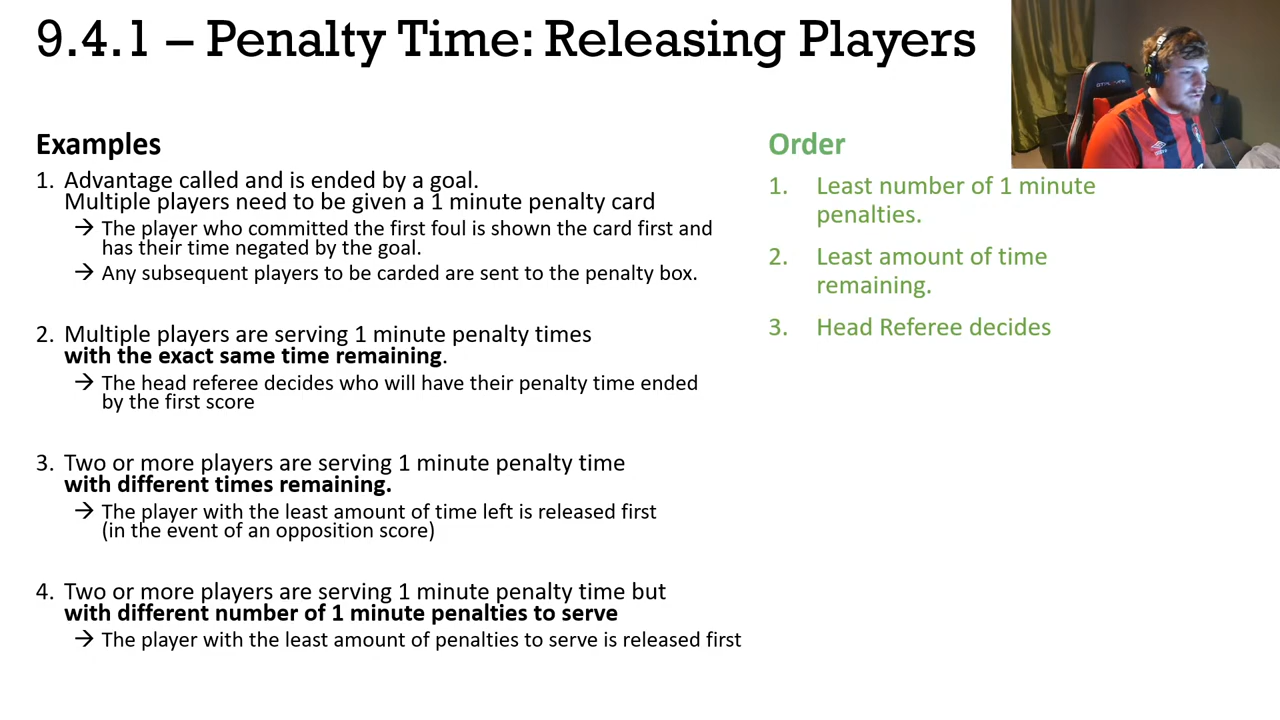 9.4.1 – Penalty Time: Releasing Players
Examples
1. Advantage called and is ended by a goal.
Multiple players need to be given a 1 minute penalty card
→ The player who committed the first foul is shown the card first and
has their time negated by the goal.
→ Any subsequent players to be carded are sent to the penalty box.
2. Multiple players are serving 1 minute penalty times
with the exact same time remaining.
→ The head referee decides who will have their penalty time ended
by the first score
3. Two or more players are serving 1 minute penalty time
with different times remaining.
→ The player with the least amount of time left is released first
(in the event of an opposition score)
4. Two or more players are serving 1 minute penalty time but
with different number of 1 minute penalties to serve
→ The player with the least amount of penalties to serve is released first
Order
1. Least number of 1 minute
penalties.
2. Least amount of time
remaining.
3. Head Referee decides